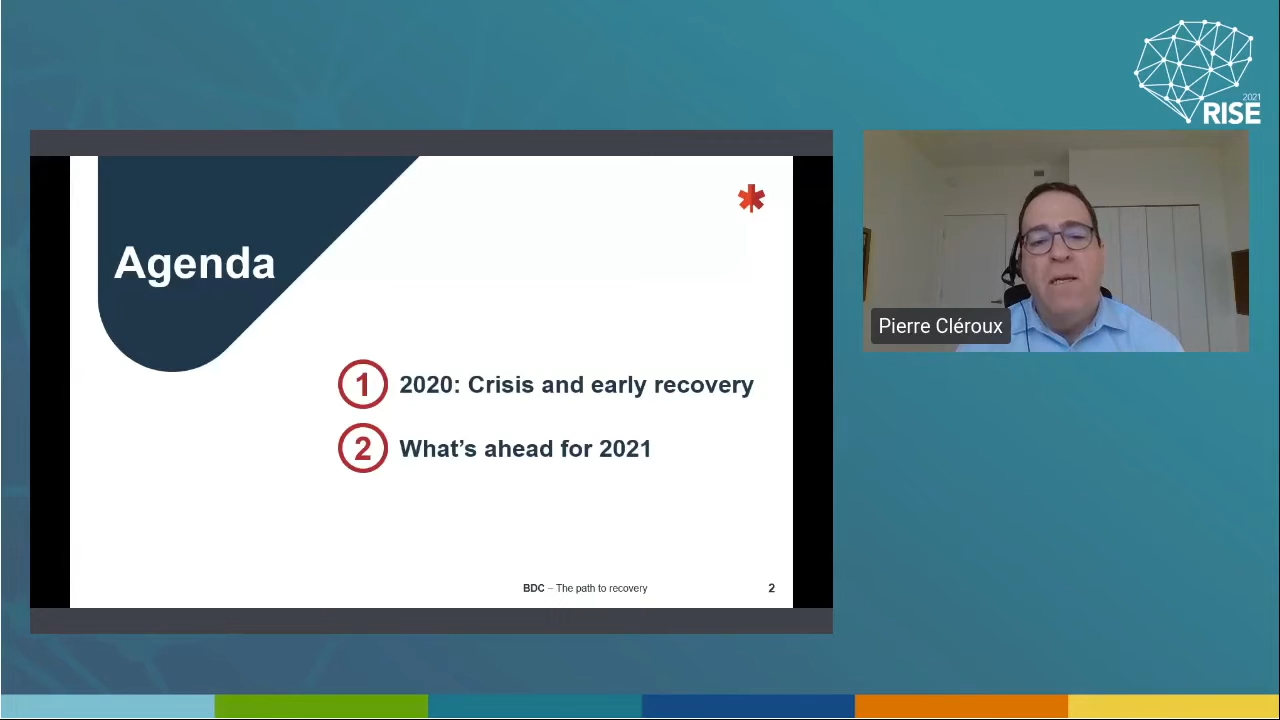 2021
RISE
Agenda
1 2020: Crisis and early recovery
2 What's ahead for 2021
BDC – The path to recovery 2
Pierre Cléroux